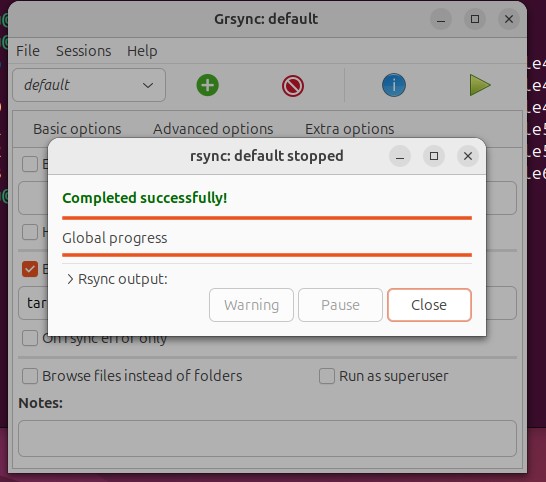 Grsync: default
File Sessions Help
default
Basic options Advanced options Extra options
rsync: default stopped
Completed successfully!
Global progress
Rsync output:
Warning Pause Close
tar
On rsync error only
Browse files instead of folders Run as superuser
Notes: